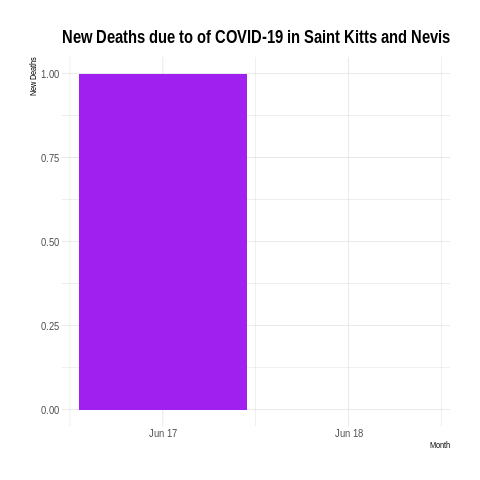 New Deaths due to of COVID-19 in Saint Kitts and Nevis
New Deaths
1.00
0.75
0.50
0.25
0.00
Jun 17
Jun 18
Month